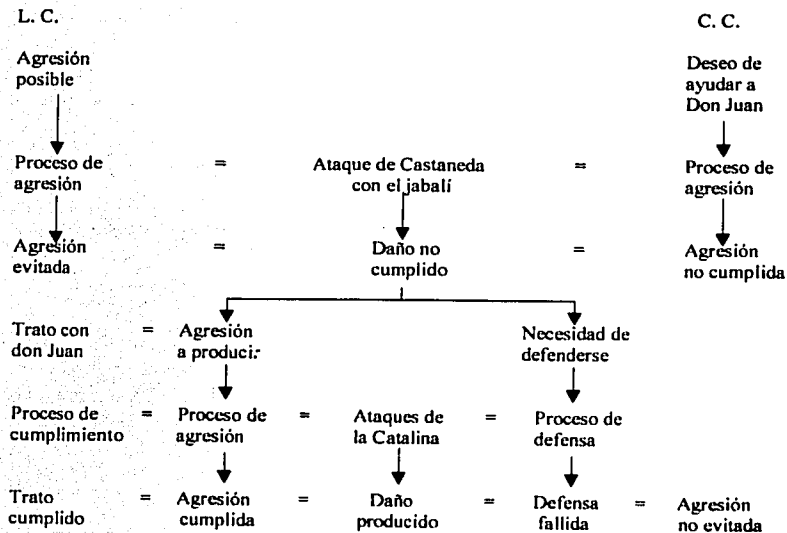 L. C.
C. C.
Agresión
posible
Deseo de
ayudar a
Don Juan
Proceso de
agresión
=
Ataque de Castaneda
con el jabalí
=
Proceso de
agresión
Agresión
evitada
=
Daño no
cumplido
=
Agresión
no cumplida
Trato con
don Juan
=
Agresión
a producir
Necesidad de
defenderse
Proceso de
cumplimiento
=
Proceso de
agresión
=
Ataques de
la Catalina
=
Proceso de
defensa
Trato
cumplido
=
Agresión
cumplida
=
Daño
producido
=
Defensa
fallida
=
Agresión
no evitada